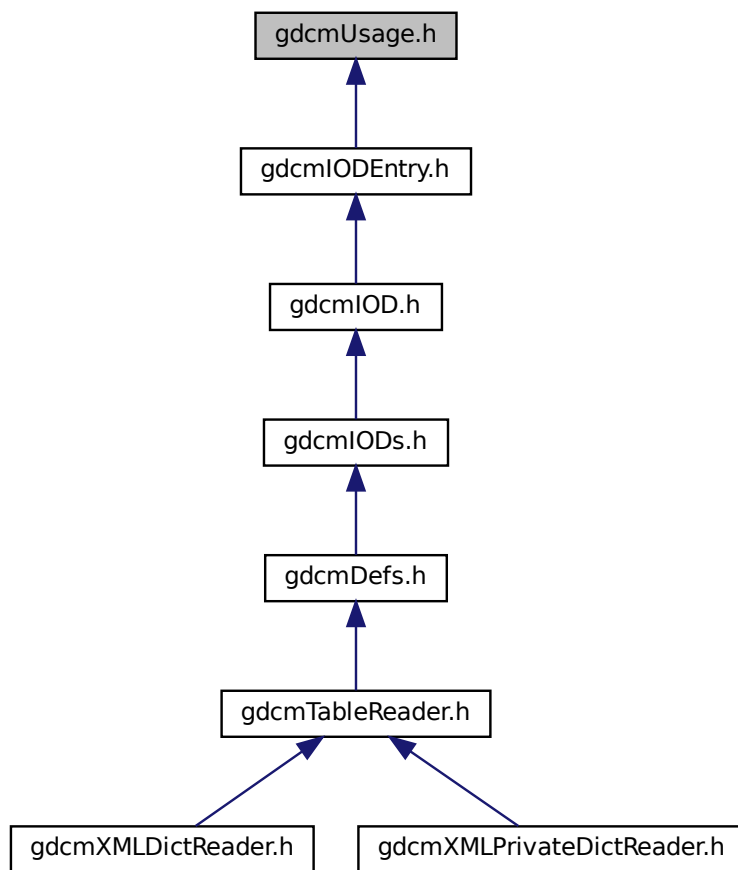 gdcmUsage.h
gdcmIODEntry.h
gdcmIOD.h
gdcmIODs.h
gdcmDefs.h
gdcmTableReader.h
gdcmXMLDictReader.h
gdcmXMLPrivateDictReader.h